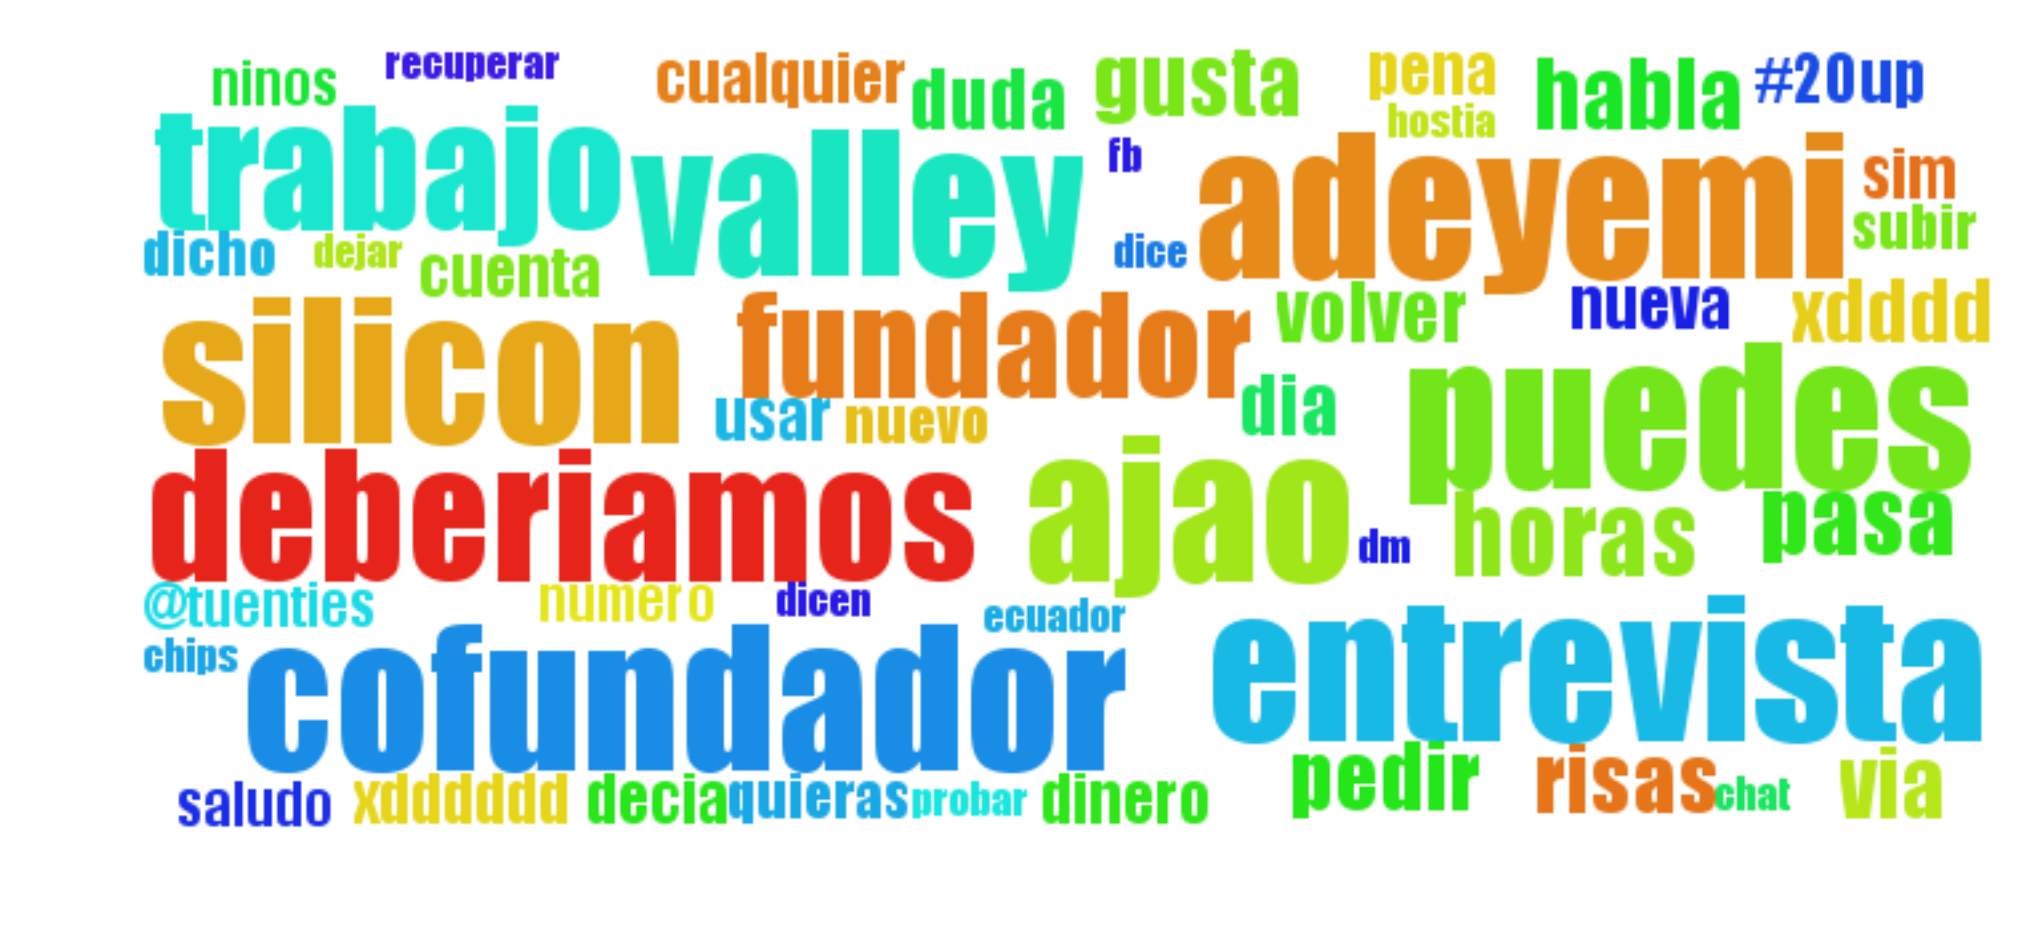 ninos recuperar cualquier duda gusta pena hostia habla #20up
trabajo valley fb adeyemi sim
dicho dejar cuenta dice subir
silicon fundador volver nueva xdddd
usar nuevo dia puedes
deberiamos ajao dm horas pasa
@tuenties numero dicen ecuador
chips cofundador entrevista
saludo xdddddd decia quieras probar dinero pedir risas chat via